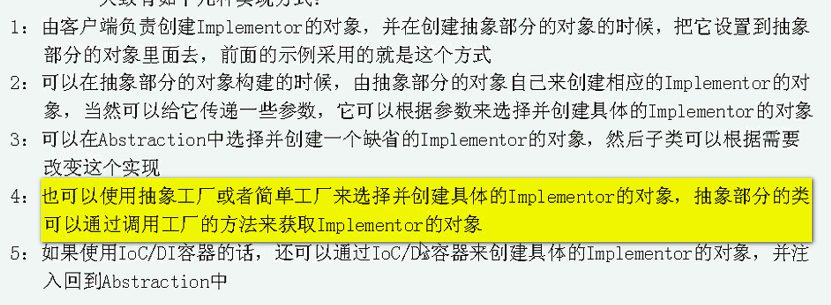 1：由客户端负责创建Implementor的对象，并在创建抽象部分的对象的时候，把它设置到抽象
部分的对象里面去，前面的示例采用的就是这个方式
2：可以在抽象部分的对象构建的时候，由抽象部分的对象自己来创建相应的Implementor的对
象，当然可以给它传递一些参数，它可以根据参数来选择并创建具体的Implementor的对象
3：可以在Abstraction中选择并创建一个缺省的Implementor的对象，然后子类可以根据需要
改变这个实现
4：也可以使用抽象工厂或者简单工厂来选择并创建具体的Implementor的对象，抽象部分的类
可以通过调用工厂的方法来获取Implementor的对象
5：如果使用IoC/DI容器的话，还可以通过IoC/DI容器来创建具体的Implementor的对象，并注
入回到Abstraction中